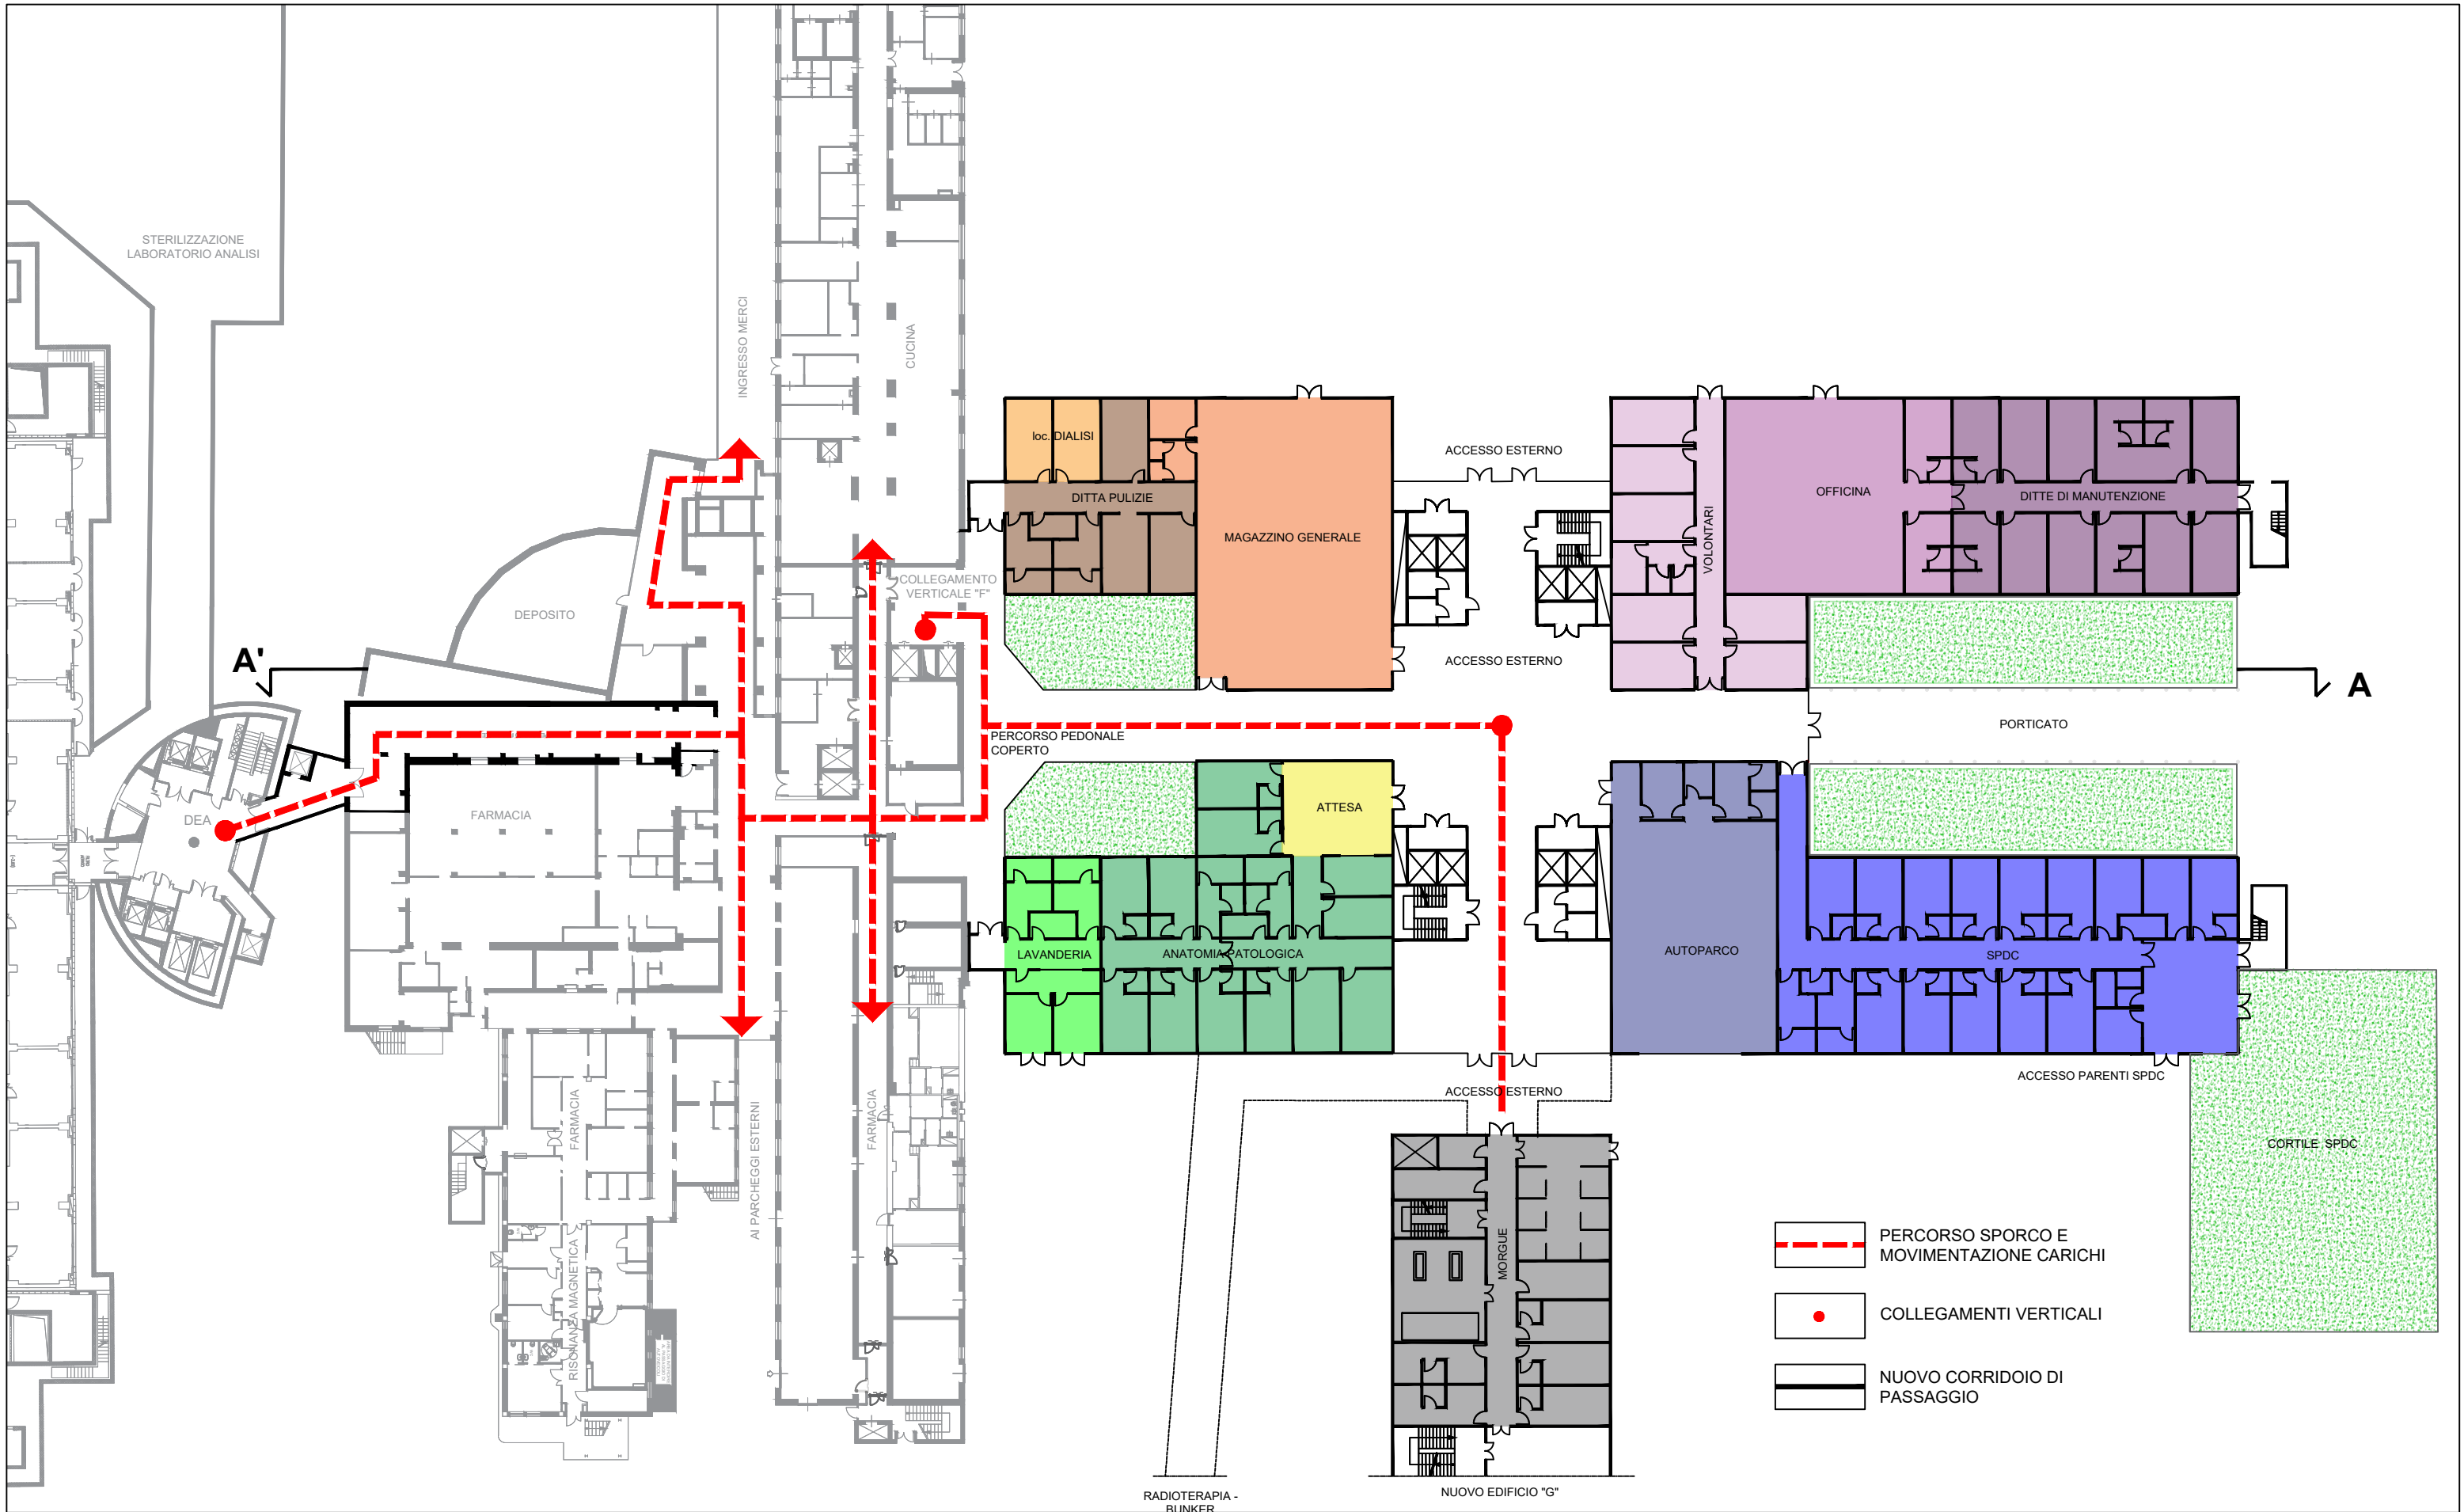 STERILIZZAZIONE
LABORATORIO ANALISI
INGRESSO MERCI
CUCINA
loc. DIALISI
DITTA PULIZIE
MAGAZZINO GENERALE
ACCESSO ESTERNO
VOLONTARI
OFFICINA
DITTE DI MANUTENZIONE
COLLEGAMENTO
VERTICALE "F"
DEPOSITO
ACCESSO ESTERNO
A'
A
PERCORSO PEDONALE
COPERTO
PORTICATO
DEA
FARMACIA
ATTESA
LAVANDERIA
ANATOMIA PATOLOGICA
AUTOPARCO
SPDC
ACCESSO PARENTI SPDC
ACCESSO ESTERNO
CORTILE SPDC
FARMACIA
AI PARCHEGGI ESTERNI
FARMACIA
RISONANZA MAGNETICA
MORGUE
PERCORSO SPORCO E
MOVIMENTAZIONE CARICHI
COLLEGAMENTI VERTICALI
NUOVO CORRIDOIO DI
PASSAGGIO
RADIOTERAPIA -
BUNKER
NUOVO EDIFICIO "G"